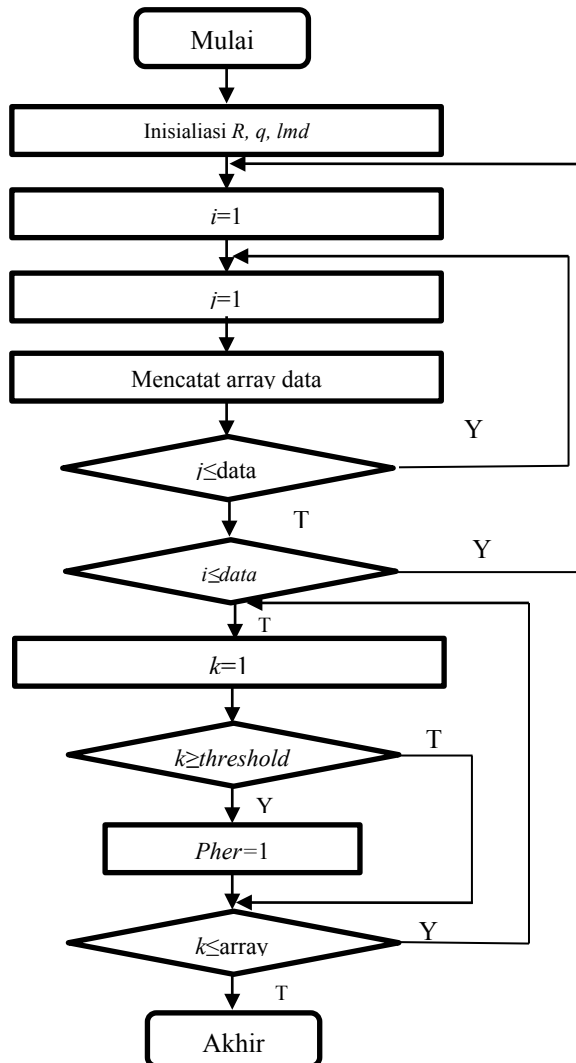 Mulai
Inisialiasi R, q, lmd
i=1
j=1
Mencatat array data
Y
j≤data
T
Y
i≤data
T
k=1
T
k≥threshold
Y
Pher=1
Y
k≤array
T
Akhir